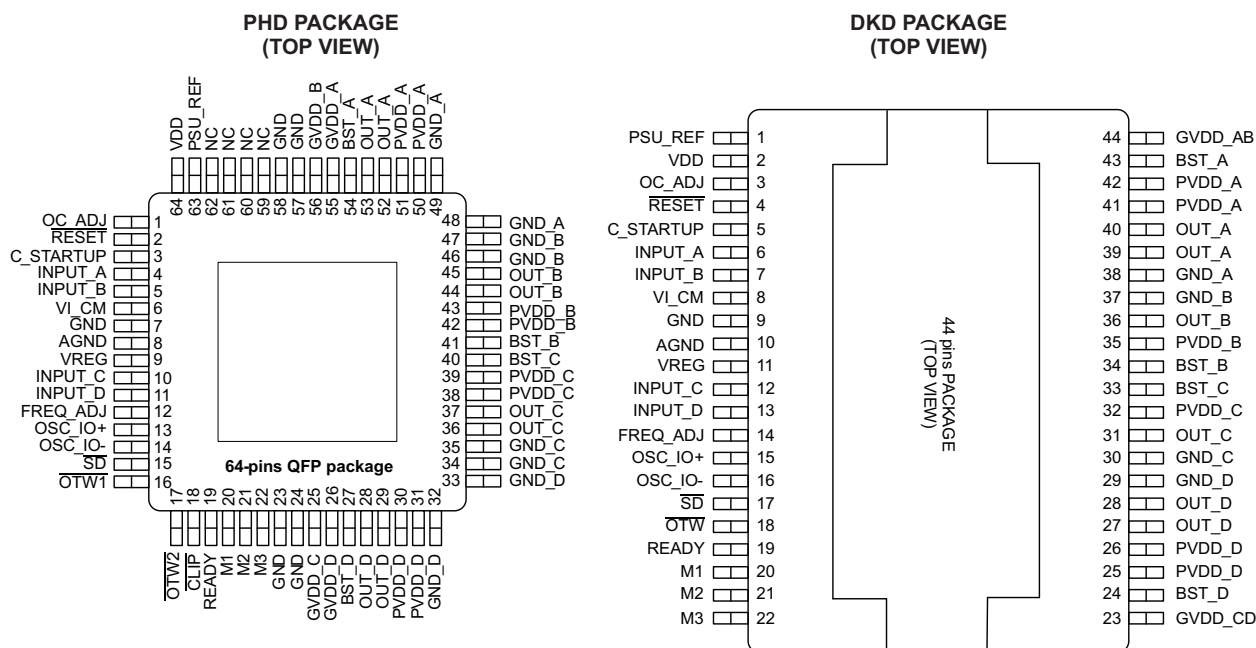 PHD PACKAGE
(TOP VIEW)
VDD
PSU_REF
NC
NC
NC
NC
GND
GND
GVDD_B
GVDD_A
BST_A
OUT_A
OUT_A
PVDD_A
PVDD_A
GND_A
64
63
62
61
60
59
58
57
56
55
54
53
52
51
50
49
OC_ADJ 1
RESET 2
C_STARTUP 3
INPUT_A 4
INPUT_B 5
VI_CM 6
GND 7
AGND 8
VREG 9
INPUT_C 10
INPUT_D 11
FREQ_ADJ 12
OSC_IO+ 13
OSC_IO- 14
SD 15
OTW1 16
48 GND_A
47 GND_B
46 GND_B
45 OUT_B
44 OUT_B
43 PVDD_B
42 PVDD_B
41 BST_B
40 BST_C
39 PVDD_C
38 PVDD_C
37 OUT_C
36 OUT_C
35 GND_C
34 GND_C
33 GND_D
64-pins QFP package
17
18
19
20
21
22
23
24
25
26
27
28
29
30
31
32
OTW2
CLIP
READY
M1
M2
M3
GND
GND
GVDD_C
GVDD_D
BST_D
OUT_D
OUT_D
PVDD_D
PVDD_D
GND_D
DKD PACKAGE
(TOP VIEW)
PSU_REF 1
VDD 2
OC_ADJ 3
RESET 4
C_STARTUP 5
INPUT_A 6
INPUT_B 7
VI_CM 8
GND 9
AGND 10
VREG 11
INPUT_C 12
INPUT_D 13
FREQ_ADJ 14
OSC_IO+ 15
OSC_IO- 16
SD 17
OTW 18
READY 19
M1 20
M2 21
M3 22
44 pins PACKAGE
(TOP VIEW)
44 GVDD_AB
43 BST_A
42 PVDD_A
41 PVDD_A
40 OUT_A
39 OUT_A
38 GND_A
37 GND_B
36 OUT_B
35 PVDD_B
34 BST_B
33 BST_C
32 PVDD_C
31 OUT_C
30 GND_C
29 GND_D
28 OUT_D
27 OUT_D
26 PVDD_D
25 PVDD_D
24 BST_D
23 GVDD_CD